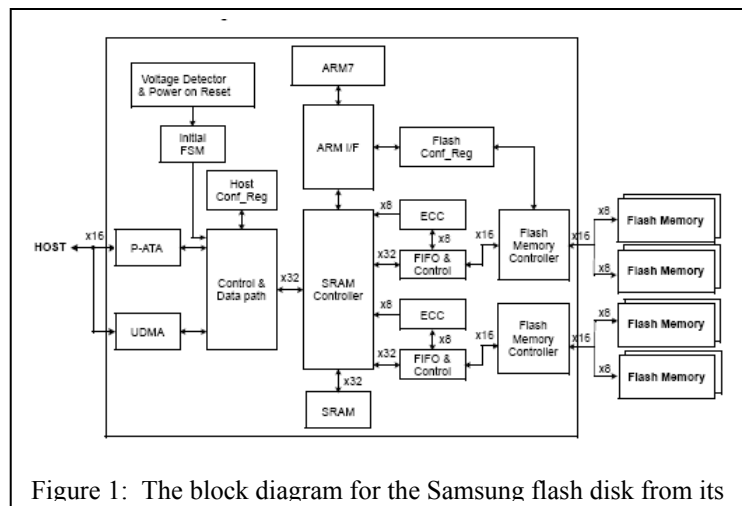 ARM7
Voltage Detector
& Power on Reset
Initial
FSM
ARM I/F
Flash
Conf_Reg
Host
Conf_Reg
HOST
x16
P-ATA
UDMA
Control &
Data path
x32
SRAM
Controller
x8
ECC
x8
x32
FIFO &
Control
x16
Flash
Memory
Controller
x16
x8
Flash Memory
x8
Flash Memory
x8
ECC
x8
x32
FIFO &
Control
x16
Flash
Memory
Controller
x16
x8
Flash Memory
x8
Flash Memory
x32
SRAM
Figure 1: The block diagram for the Samsung flash disk from its